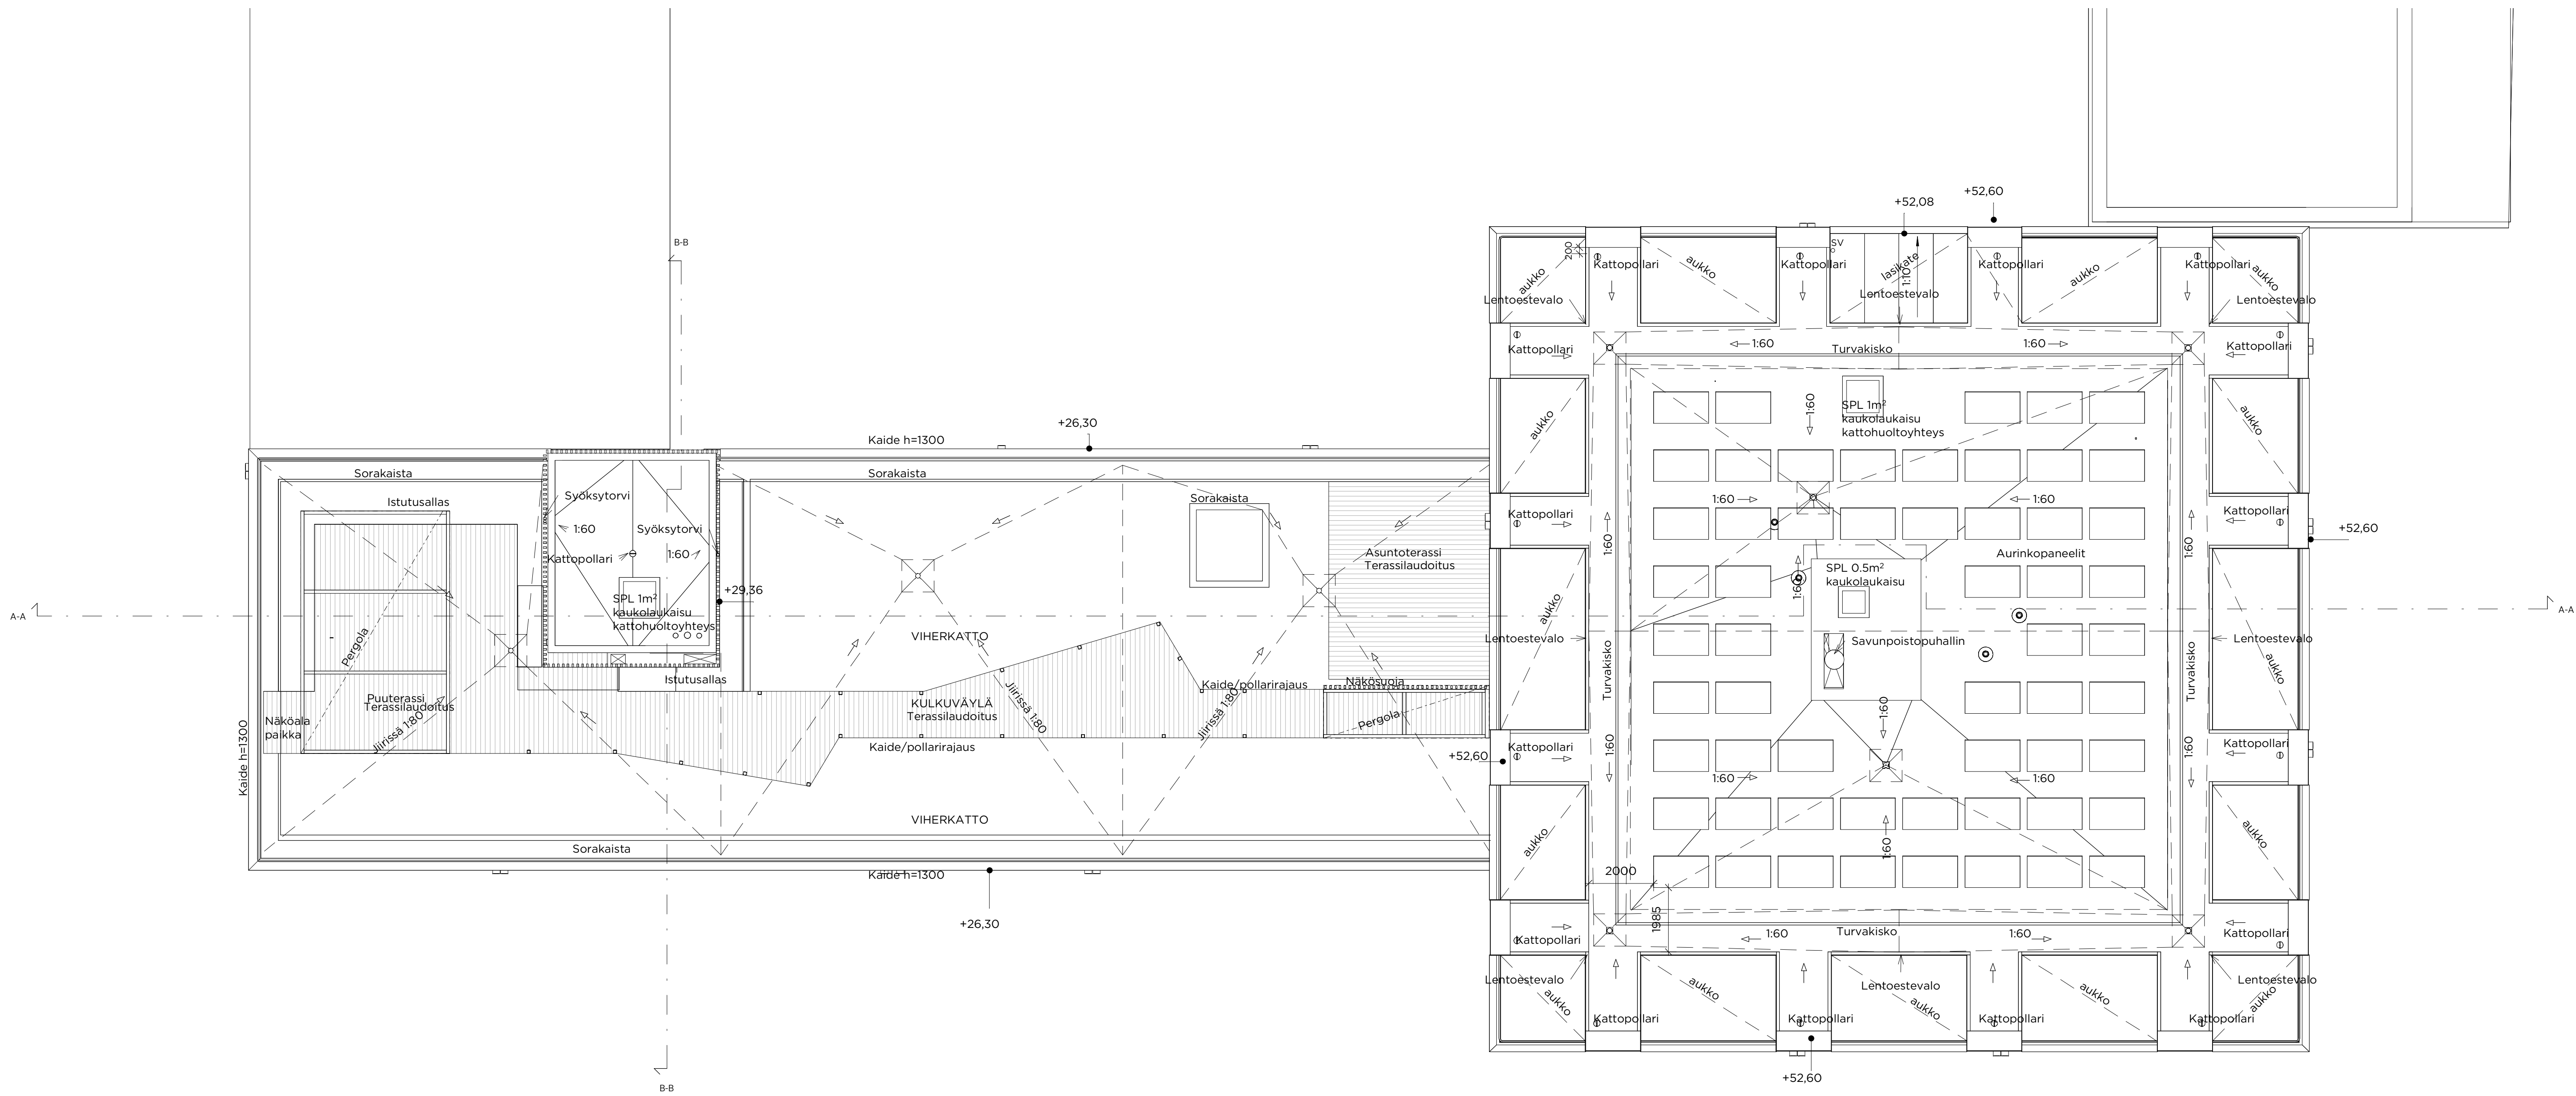 +52,60
+52,08
B-B
SV
200
Kattopollari
Kattopollari
Kattopollari
Kattopollari
aukko
aukko
lasikate
1:10
aukko
aukko
Lentoestevalo
Lentoestevalo
Lentoestevalo
Kattopollari
1:60
Turvakisko
1:60
Kattopollari
+26,30
Kaide h=1300
1:60
SPL 1m²
kaukolaukaisu
kattohuoltoyhteys
aukko
aukko
Sorakaista
Sorakaista
Istutusallas
Syöksytorvi
1:60
Syöksytorvi
Kattopollari
1:60
Sorakaista
Asuntoterassi
Terassilaudoitus
Kattopollari
1:60
1:60
Kattopollari
+52,60
1:60
1:60
Aurinkopaneelit
SPL 0.5m²
kaukolaukaisu
1:60
SPL 1m²
kaukolaukaisu
kattohuoltoyhteys
+29,36
A-A
A-A
aukko
VIHERKATTO
Pergola
Lentoestevalo
Savunpoistopuhallin
Lentoestevalo
Turvakisko
Turvakisko
aukko
Istutusallas
Kaide/pollarirajaus
Näkösuoja
Puuterassi
Terassilaudoitus
Jiirissä 1:80
Näköala
paikka
KULKUVÄYLÄ
Terassilaudoitus
Jiirissä 1:80
Jiirissä 1:80
Pergola
1:60
Kaide h=1300
Kaide/pollarirajaus
Kattopollari
+52,60
1:60
1:60
Kattopollari
1:60
1:60
VIHERKATTO
Sorakaista
aukko
1:60
aukko
Kaide h=1300
2000
1985
+26,30
Kattopollari
1:60
Turvakisko
1:60
Kattopollari
Lentoestevalo
Lentoestevalo
Lentoestevalo
aukko
aukko
aukko
aukko
aukko
Kattopollari
Kattopollari
Kattopollari
Kattopollari
+52,60
B-B